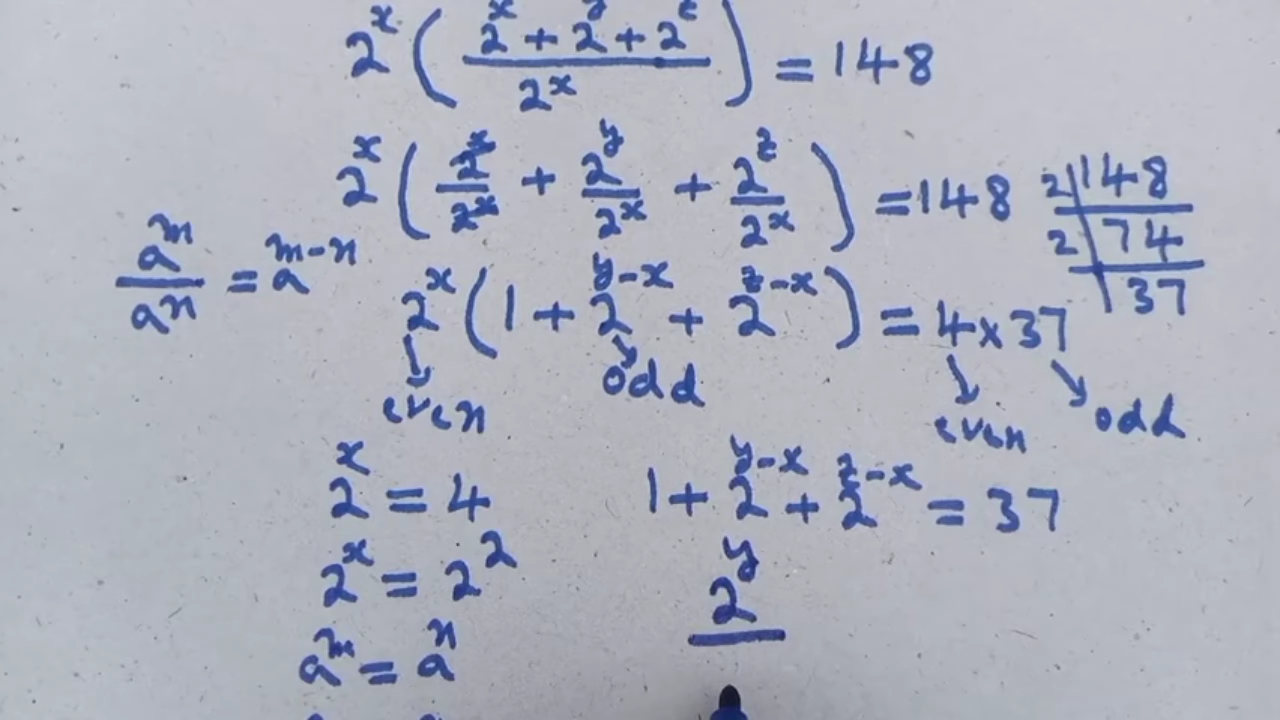 2^x ( (2^x + 2^y + 2^z) / 2^x ) = 148
2^x ( 2^x/2^x + 2^y/2^x + 2^z/2^x ) = 148
2 | 148
2 | 74
| 37
a^m/a^n = a^(m-n)
2^x ( 1 + 2^(y-x) + 2^(z-x) ) = 4 x 37
even odd even odd
2^x = 4
1 + 2^(y-x) + 2^(z-x) = 37
2^x = 2^2
2^y
a^m = a^n